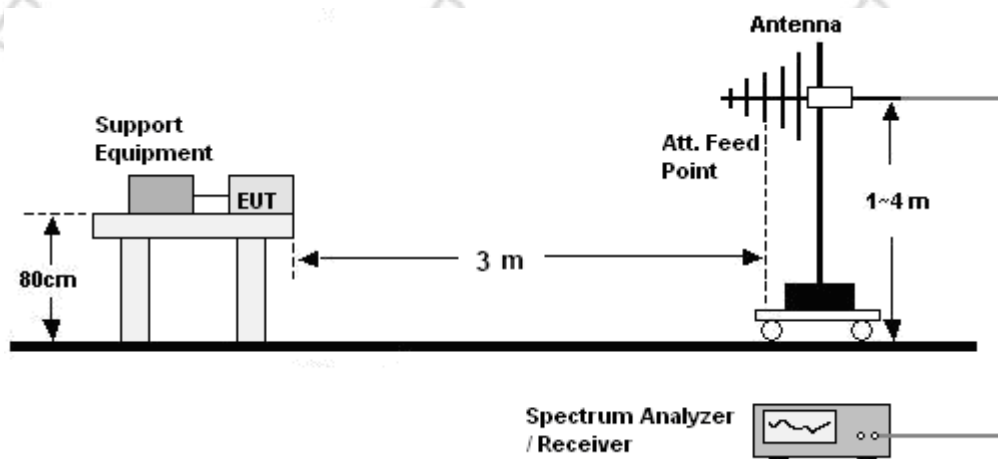 Antenna
Support
Equipment
EUT
Att. Feed
Point
1~4 m
80cm
3 m
Spectrum Analyzer
/ Receiver